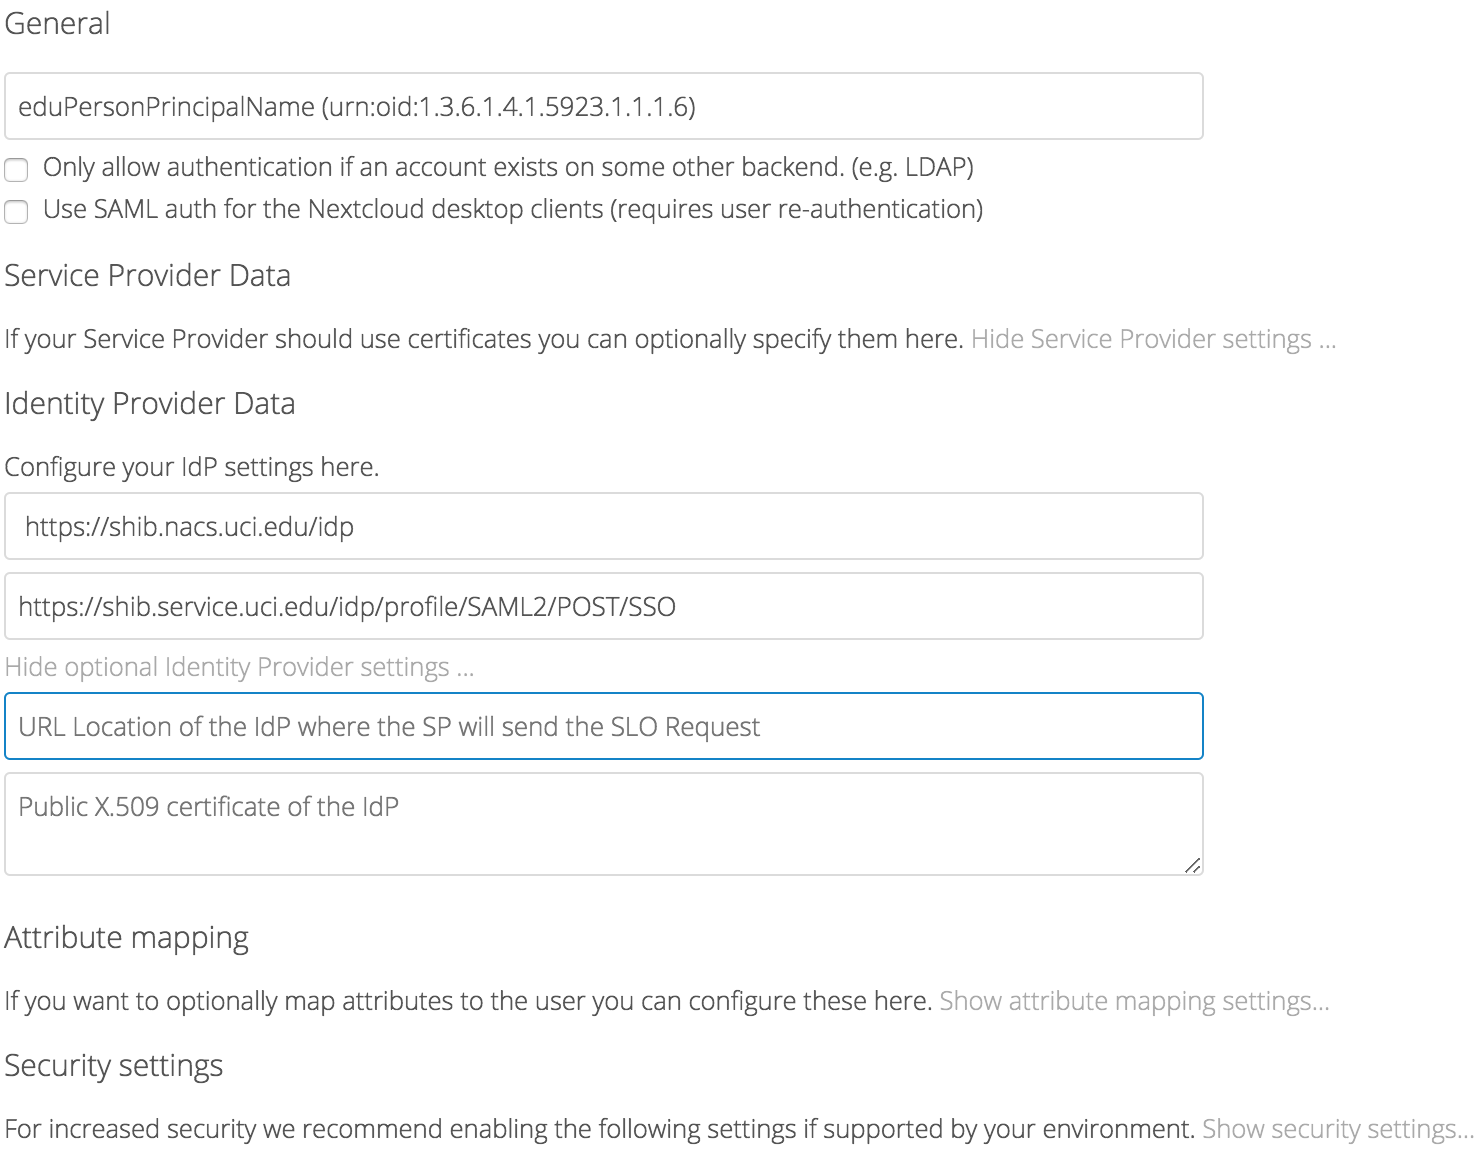 General
eduPersonPrincipalName (urn:oid:1.3.6.1.4.1.5923.1.1.1.6)
Only allow authentication if an account exists on some other backend. (e.g. LDAP)
Use SAML auth for the Nextcloud desktop clients (requires user re-authentication)
Service Provider Data
If your Service Provider should use certificates you can optionally specify them here. Hide Service Provider settings ...
Identity Provider Data
Configure your IdP settings here.
https://shib.nacs.uci.edu/idp
https://shib.service.uci.edu/idp/profile/SAML2/POST/SSO
Hide optional Identity Provider settings ...
URL Location of the IdP where the SP will send the SLO Request
Public X.509 certificate of the IdP
Attribute mapping
If you want to optionally map attributes to the user you can configure these here. Show attribute mapping settings...
Security settings
For increased security we recommend enabling the following settings if supported by your environment. Show security settings...